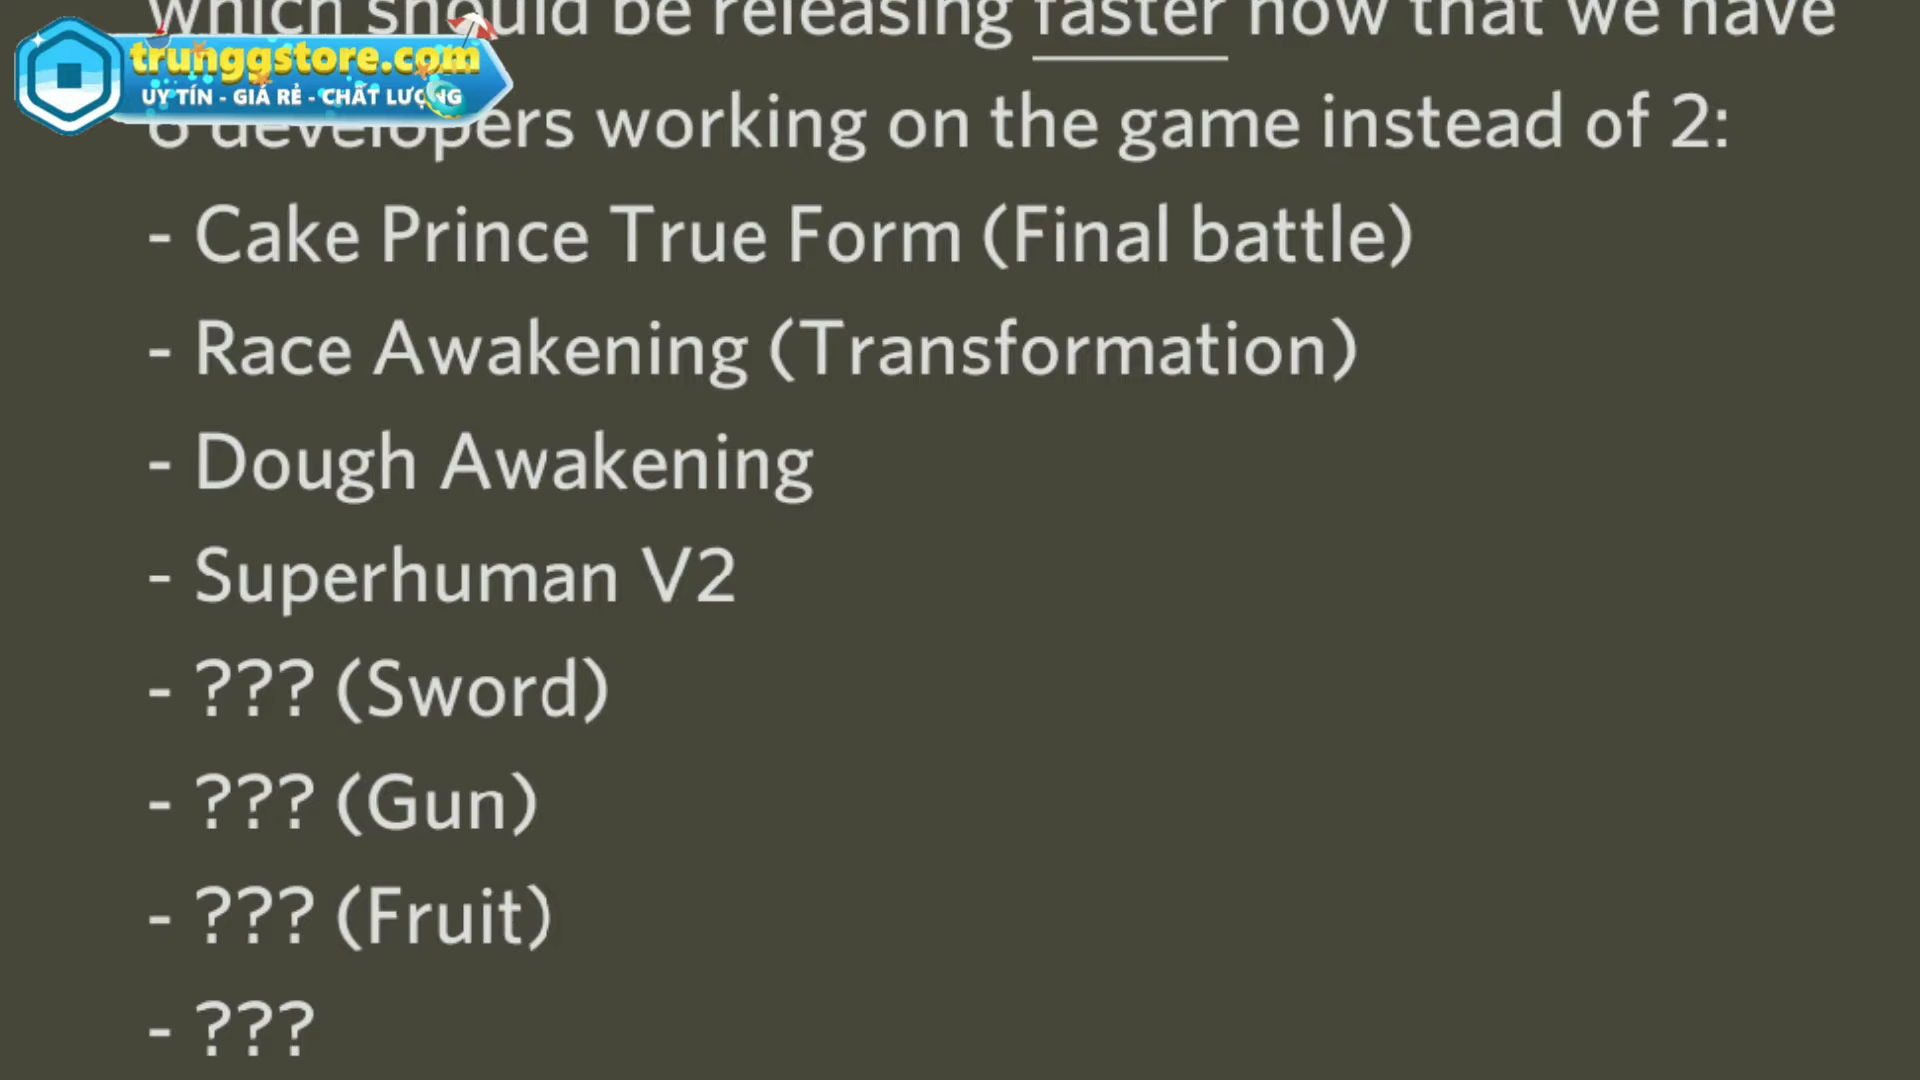 which should be releasing faster now that we have
trunggstore.com
UY TÍN - GIÁ RẺ - CHẤT LƯỢNG
6 developers working on the game instead of 2:
- Cake Prince True Form (Final battle)
- Race Awakening (Transformation)
- Dough Awakening
- Superhuman V2
- ??? (Sword)
- ??? (Gun)
- ??? (Fruit)
- ???